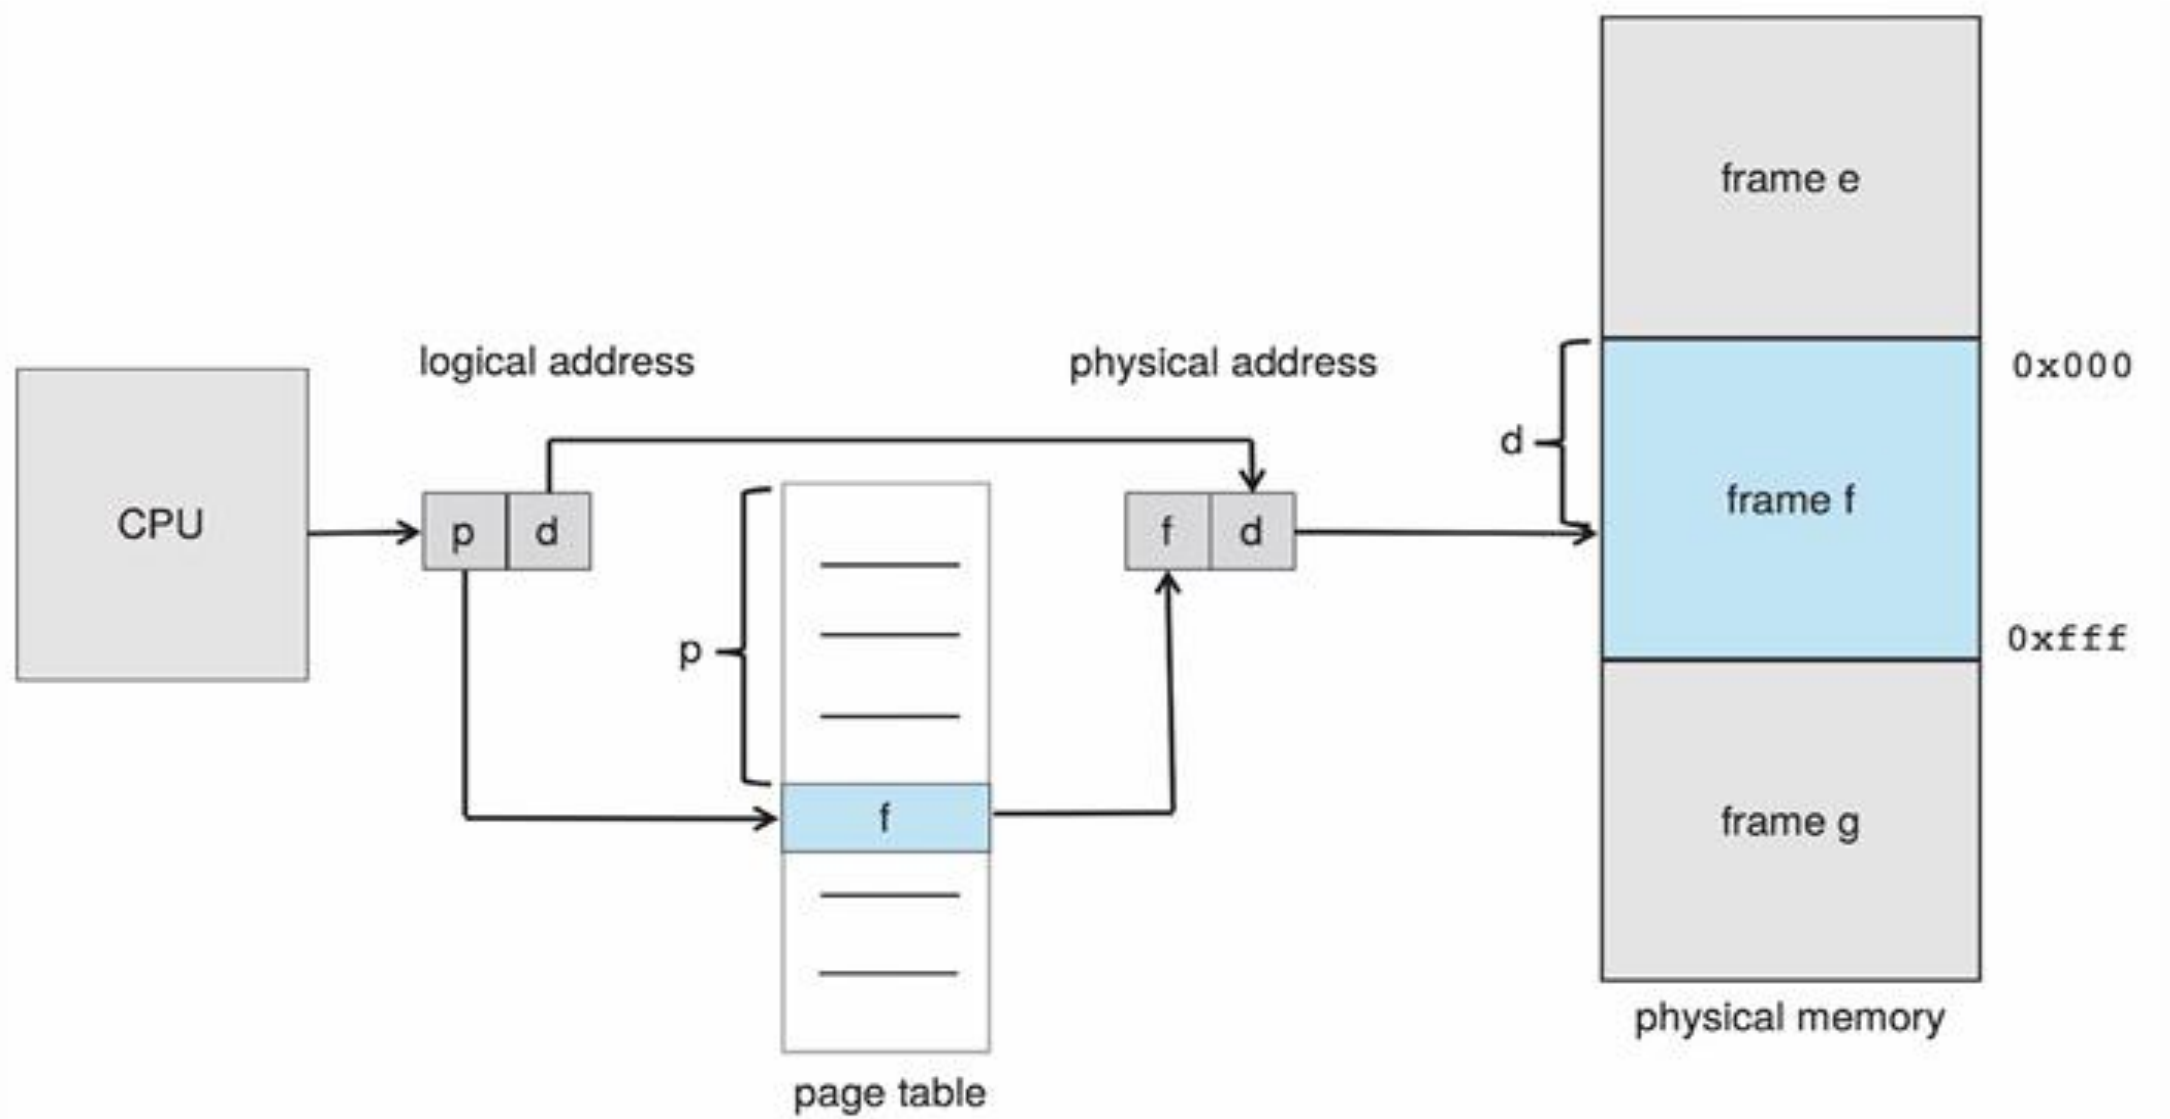 frame e
logical address
physical address
0x000
d
CPU
p d
f d
frame f
p
0xfff
f
frame g
physical memory
page table